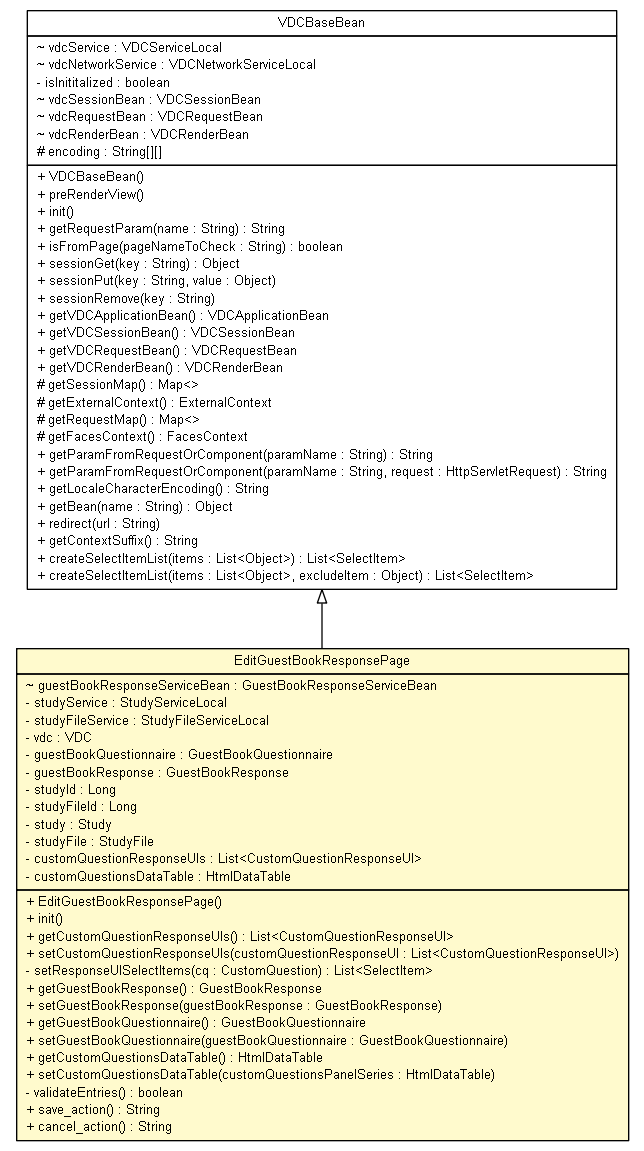 VDCBaseBean
~ vdcService : VDCServiceLocal
~ vdcNetworkService : VDCNetworkServiceLocal
- isInititalized : boolean
~ vdcSessionBean : VDCSessionBean
~ vdcRequestBean : VDCRequestBean
~ vdcRenderBean : VDCRenderBean
# encoding : String[][]
+ VDCBaseBean()
+ preRenderView()
+ init()
+ getRequestParam(name : String) : String
+ isFromPage(pageNameToCheck : String) : boolean
+ sessionGet(key : String) : Object
+ sessionPut(key : String, value : Object)
+ sessionRemove(key : String)
+ getVDCApplicationBean() : VDCApplicationBean
+ getVDCSessionBean() : VDCSessionBean
+ getVDCRequestBean() : VDCRequestBean
+ getVDCRenderBean() : VDCRenderBean
# getSessionMap() : Map<>
# getExternalContext() : ExternalContext
# getRequestMap() : Map<>
# getFacesContext() : FacesContext
+ getParamFromRequestOrComponent(paramName : String) : String
+ getParamFromRequestOrComponent(paramName : String, request : HttpServletRequest) : String
+ getLocaleCharacterEncoding() : String
+ getBean(name : String) : Object
+ redirect(url : String)
+ getContextSuffix() : String
+ createSelectItemList(items : List<Object>) : List<SelectItem>
+ createSelectItemList(items : List<Object>, excludeItem : Object) : List<SelectItem>
EditGuestBookResponsePage
~ guestBookResponseServiceBean : GuestBookResponseServiceBean
- studyService : StudyServiceLocal
- studyFileService : StudyFileServiceLocal
- vdc : VDC
- guestBookQuestionnaire : GuestBookQuestionnaire
- guestBookResponse : GuestBookResponse
- studyId : Long
- studyFileId : Long
- study : Study
- studyFile : StudyFile
- customQuestionResponseUIs : List<CustomQuestionResponseUI>
- customQuestionsDataTable : HtmlDataTable
+ EditGuestBookResponsePage()
+ init()
+ getCustomQuestionResponseUIs() : List<CustomQuestionResponseUI>
+ setCustomQuestionResponseUIs(customQuestionResponseUI : List<CustomQuestionResponseUI>)
- setResponseUISelectItems(cq : CustomQuestion) : List<SelectItem>
+ getGuestBookResponse() : GuestBookResponse
+ setGuestBookResponse(guestBookResponse : GuestBookResponse)
+ getGuestBookQuestionnaire() : GuestBookQuestionnaire
+ setGuestBookQuestionnaire(guestBookQuestionnaire : GuestBookQuestionnaire)
+ getCustomQuestionsDataTable() : HtmlDataTable
+ setCustomQuestionsDataTable(customQuestionsPanelSeries : HtmlDataTable)
- validateEntries() : boolean
+ save_action() : String
+ cancel_action() : String